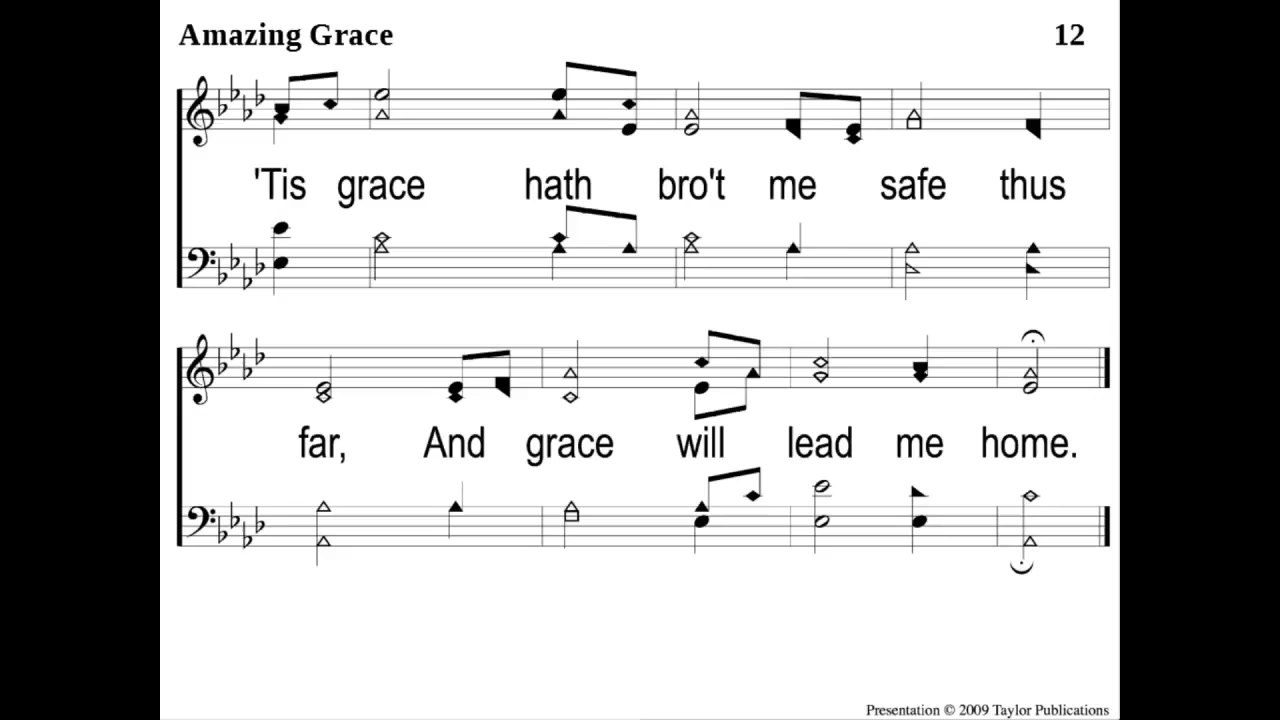 Amazing Grace 12
'Tis grace hath bro't me safe thus
far, And grace will lead me home.
Presentation © 2009 Taylor Publications